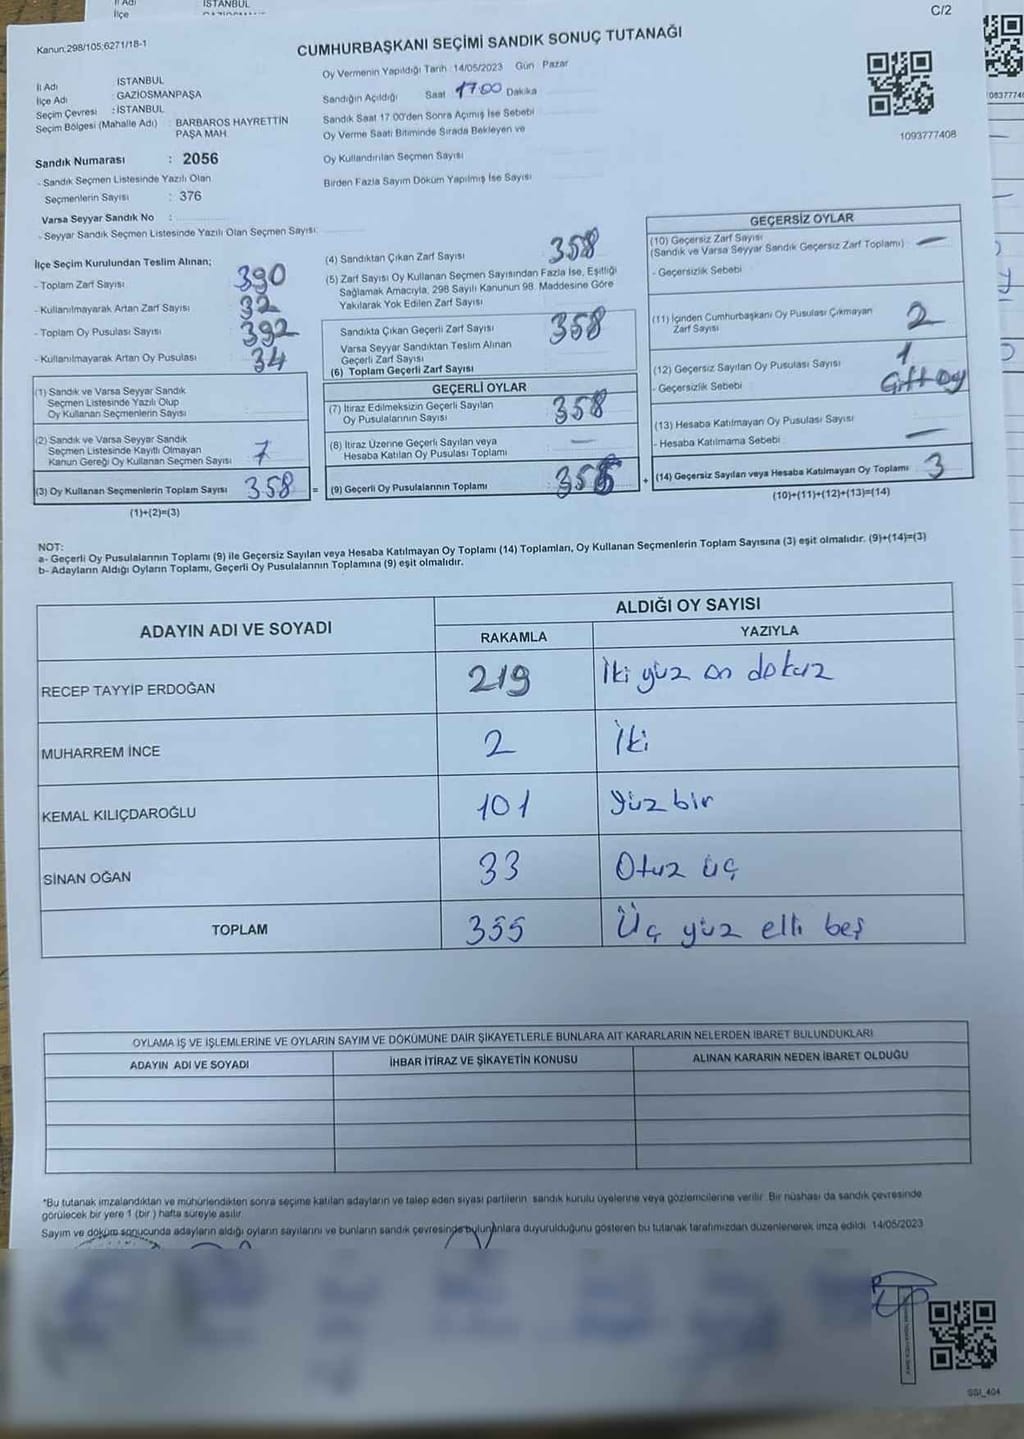 İl Adı
İSTANBUL
İlçe
C/2
Kanun:298/105;6271/18-1
CUMHURBAŞKANI SEÇİMİ SANDIK SONUÇ TUTANAĞI
İl Adı İSTANBUL
İlçe Adı : GAZİOSMANPAŞA
Seçim Çevresi : İSTANBUL
Seçim Bölgesi (Mahalle Adı) : BARBAROS HAYRETTİN
PAŞA MAH.
Sandık Numarası : 2056
- Sandık Seçmen Listesinde Yazılı Olan
Seçmenlerin Sayısı : 376
Varsa Seyyar Sandık No :
- Seyyar Sandık Seçmen Listesinde Yazılı Olan Seçmen Sayısı:
Oy Vermenin Yapıldığı Tarih :14/05/2023 Gün Pazar
Sandığın Açıldığı Saat 17:00 Dakika
Sandık Saat 17:00'den Sonra Açımış İse Sebebi
Oy Verme Saati Bitiminde Sırada Bekleyen ve
Oy Kullandırılan Seçmen Sayısı
Birden Fazla Sayım Döküm Yapılmış İse Sayısı
1093777408
İlçe Seçim Kurulundan Teslim Alınan;
- Toplam Zarf Sayısı 390
- Kullanılmayarak Artan Zarf Sayısı 32
- Toplam Oy Pusulası Sayısı 392
- Kullanılmayarak Artan Oy Pusulası 34
(1) Sandık ve Varsa Seyyar Sandık
Seçmen Listesinde Yazılı Olup
Oy Kullanan Seçmenlerin Sayısı
(2) Sandık ve Varsa Seyyar Sandık
Seçmen Listesinde Kayıtlı Olmayan
Kanun Gereği Oy Kullanan Seçmen Sayısı 7
(3) Oy Kullanan Seçmenlerin Toplam Sayısı 358 =
(1)+(2)=(3)
(4) Sandıktan Çıkan Zarf Sayısı 358
(5) Zarf Sayısı Oy Kullanan Seçmen Sayısından Fazla İse, Eşitliği
Sağlamak Amacıyla, 298 Sayılı Kanunun 98. Maddesine Göre
Yakılarak Yok Edilen Zarf Sayısı
Sandıkta Çıkan Geçerli Zarf Sayısı 358
Varsa Seyyar Sandıktan Teslim Alınan
Geçerli Zarf Sayısı
(6) Toplam Geçerli Zarf Sayısı
GEÇERLİ OYLAR
(7) İtiraz Edilmeksizin Geçerli Sayılan
Oy Pusulalarının Sayısı 358
(8) İtiraz Üzerine Geçerli Sayılan veya
Hesaba Katılan Oy Pusulası Toplamı —
(9) Geçerli Oy Pusulalarının Toplamı 355 +
GEÇERSİZ OYLAR
(10) Geçersiz Zarf Sayısı —
(Sandık ve Varsa Seyyar Sandık Geçersiz Zarf Toplamı)
- Geçersizlik Sebebi
(11) İçinden Cumhurbaşkanı Oy Pusulası Çıkmayan
Zarf Sayısı 2
(12) Geçersiz Sayılan Oy Pusulası Sayısı 1
- Geçersizlik Sebebi Çift Oy
(13) Hesaba Katılmayan Oy Pusulası Sayısı —
- Hesaba Katılmama Sebebi
(14) Geçersiz Sayılan veya Hesaba Katılmayan Oy Toplamı 3
(10)+(11)+(12)+(13)=(14)
NOT:
a- Geçerli Oy Pusulalarının Toplamı (9) ile Geçersiz Sayılan veya Hesaba Katılmayan Oy Toplamı (14) Toplamları, Oy Kullanan Seçmenlerin Toplam Sayısına (3) eşit olmalıdır. (9)+(14)=(3)
b- Adayların Aldığı Oyların Toplamı, Geçerli Oy Pusulalarının Toplamına (9) eşit olmalıdır.
ADAYIN ADI VE SOYADI
ALDIĞI OY SAYISI
RAKAMLA YAZIYLA
RECEP TAYYİP ERDOĞAN 219 İki yüz on dokuz
MUHARREM İNCE 2 İki
KEMAL KILIÇDAROĞLU 101 Yüz bir
SİNAN OĞAN 33 Otuz üç
TOPLAM 355 Üç yüz elli beş
OYLAMA İŞ VE İŞLEMLERİNE VE OYLARIN SAYIM VE DÖKÜMÜNE DAİR ŞİKAYETLERLE BUNLARA AİT KARARLARIN NELERDEN İBARET BULUNDUKLARI
ADAYIN ADI VE SOYADI İHBAR İTİRAZ VE ŞİKAYETİN KONUSU ALINAN KARARIN NEDEN İBARET OLDUĞU
*Bu tutanak imzalandıktan ve mühürlendikten sonra seçime katılan adayların ve talep eden siyasi partilerin sandık kurulu üyelerine veya gözlemcilerine verilir. Bir nüshası da sandık çevresinde
görülecek bir yere 1 (bir) hafta süreyle asılır.
Sayım ve döküm sonucunda adayların aldığı oyların sayılarını ve bunların sandık çevresinde bulunanlara duyurulduğunu gösteren bu tutanak tarafımızdan düzenlenerek imza edildi. 14/05/2023
SGI_404